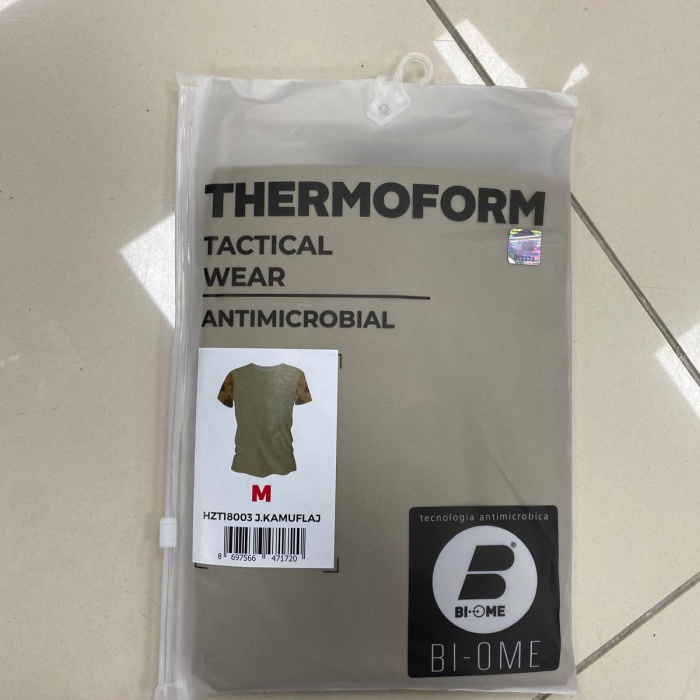 THERMOFORM
TACTICAL
WEAR
ANTIMICROBIAL
M
HZT18003 J.KAMUFLAJ
8 697566 471720
tecnologia antimicrobica
B®
BI-OME
BI-OME